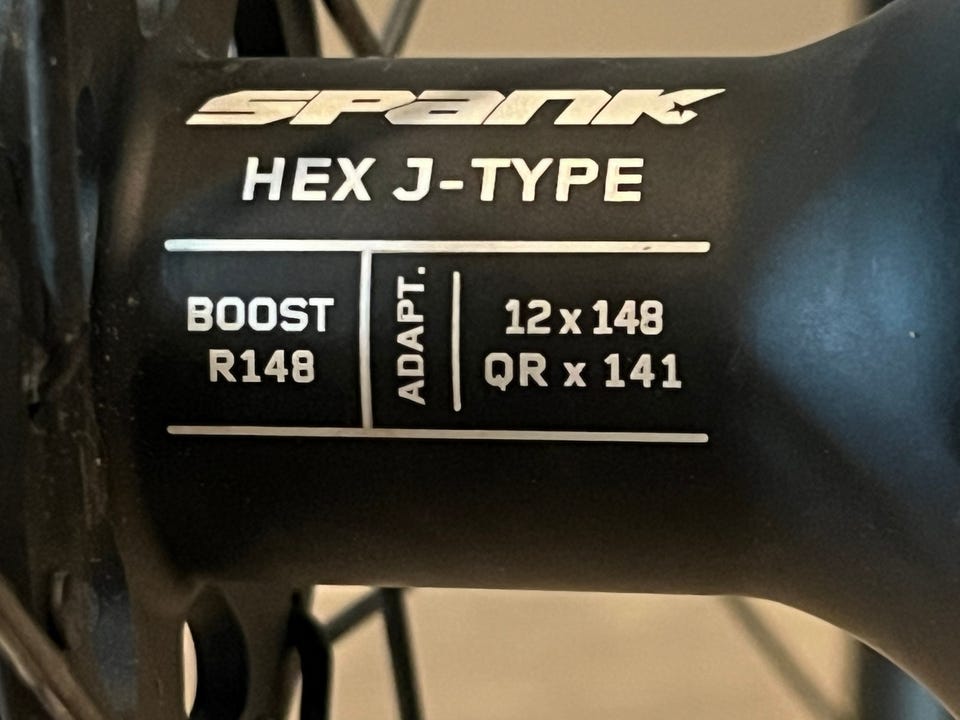 SPANK
HEX J-TYPE
BOOST
R148
ADAPT.
12 x 148
QR x 141